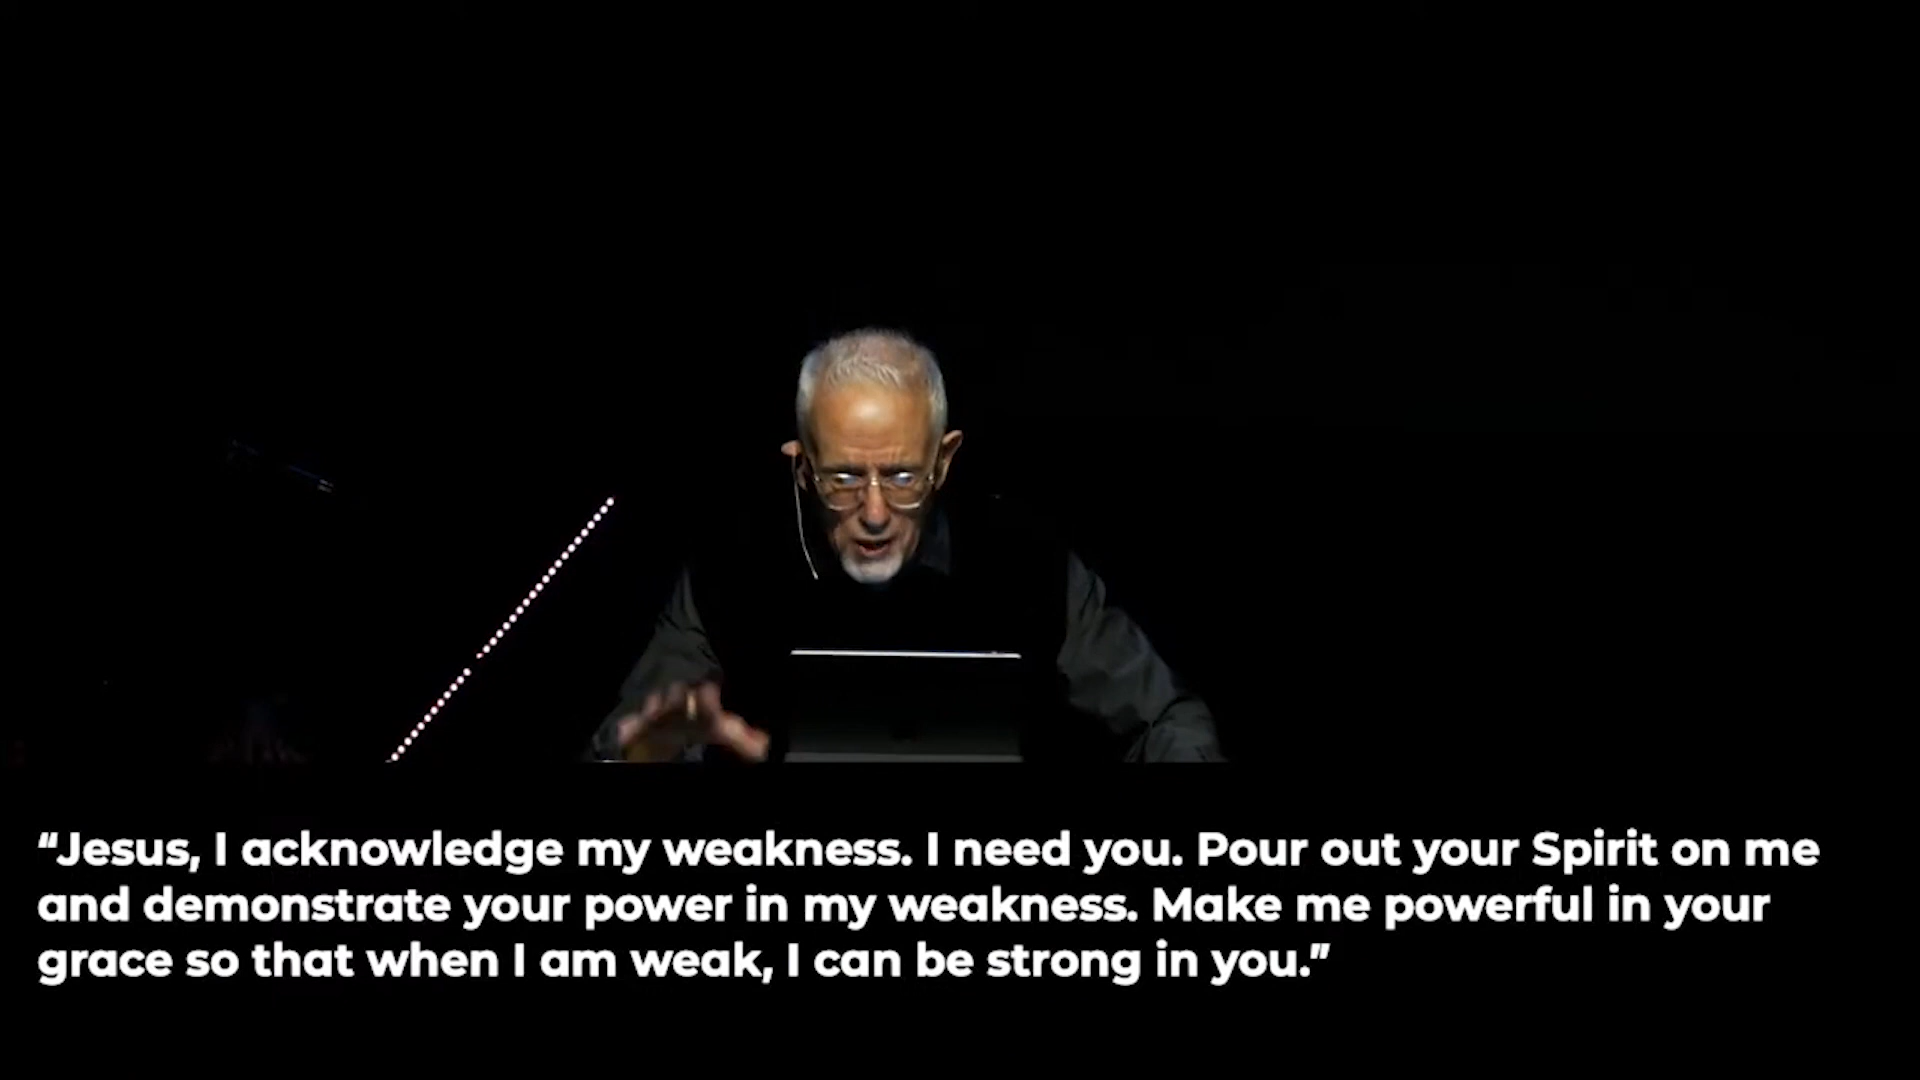 “Jesus, I acknowledge my weakness. I need you. Pour out your Spirit on me
and demonstrate your power in my weakness. Make me powerful in your
grace so that when I am weak, I can be strong in you.”